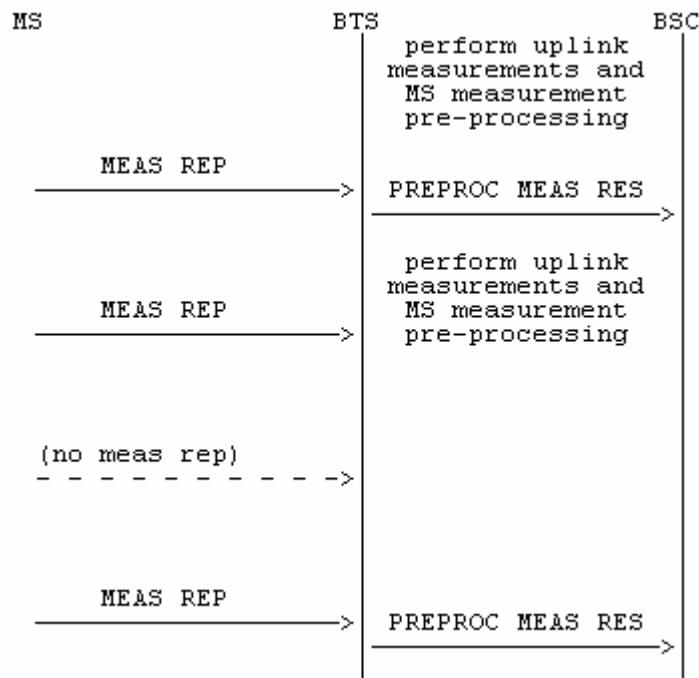 MS BTS BSC
perform uplink
measurements and
MS measurement
pre-processing
MEAS REP
PREPROC MEAS RES
perform uplink
measurements and
MS measurement
pre-processing
MEAS REP
(no meas rep)
MEAS REP
PREPROC MEAS RES